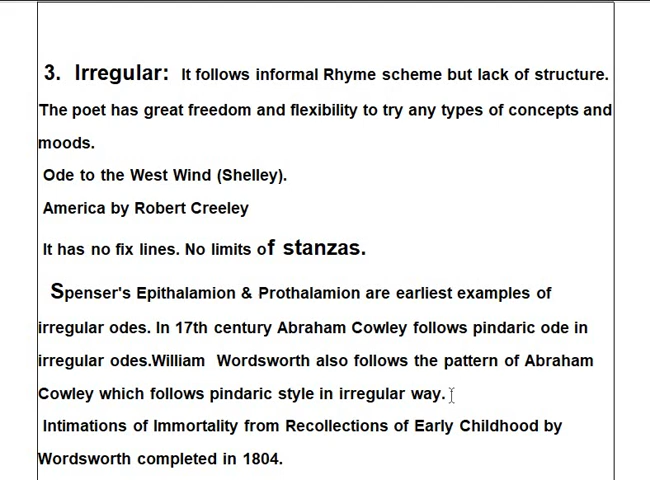 3. Irregular: It follows informal Rhyme scheme but lack of structure.
The poet has great freedom and flexibility to try any types of concepts and
moods.
Ode to the West Wind (Shelley).
America by Robert Creeley
It has no fix lines. No limits of stanzas.
Spenser's Epithalamion & Prothalamion are earliest examples of
irregular odes. In 17th century Abraham Cowley follows pindaric ode in
irregular odes.William Wordsworth also follows the pattern of Abraham
Cowley which follows pindaric style in irregular way.
Intimations of Immortality from Recollections of Early Childhood by
Wordsworth completed in 1804.